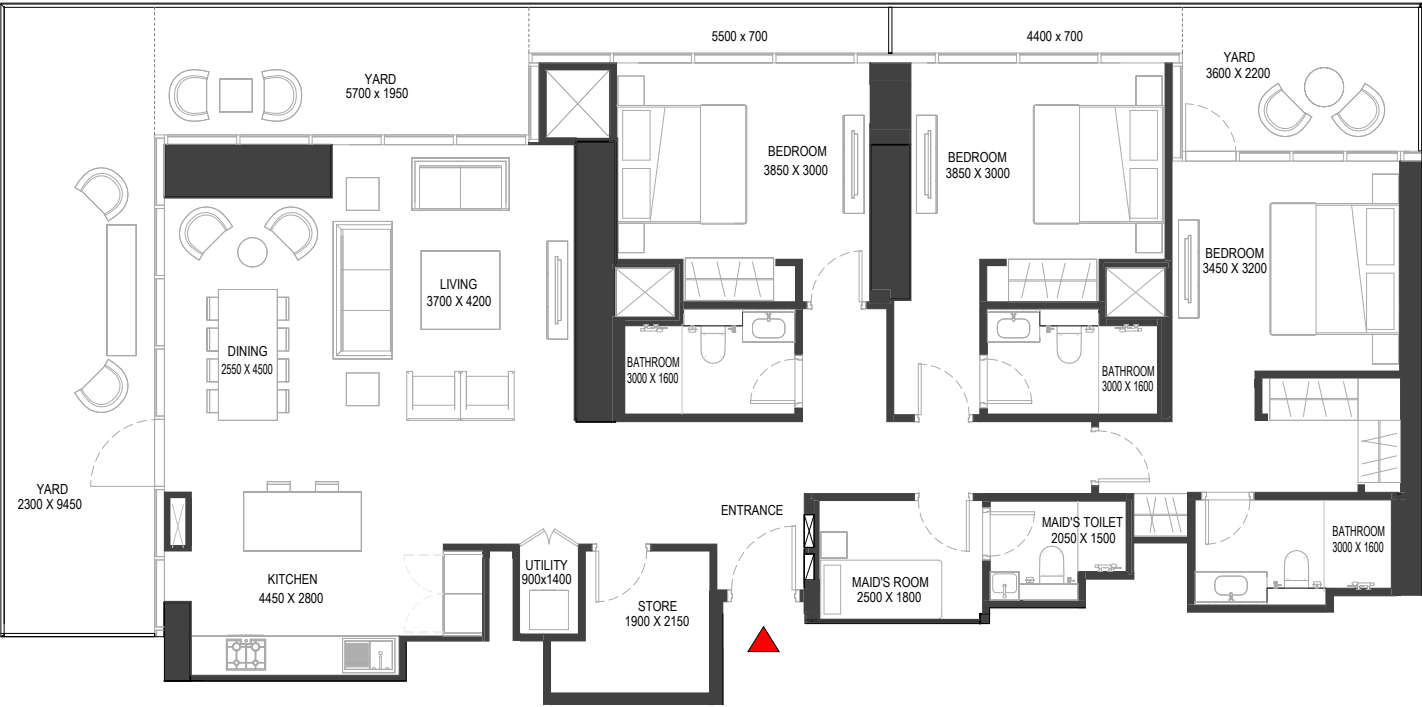 5500 x 700
4400 x 700
YARD
5700 x 1950
YARD
3600 X 2200
BEDROOM
3850 X 3000
BEDROOM
3850 X 3000
BEDROOM
3450 X 3200
LIVING
3700 X 4200
DINING
2550 X 4500
BATHROOM
3000 X 1600
BATHROOM
3000 X 1600
YARD
2300 X 9450
ENTRANCE
MAID'S TOILET
2050 X 1500
BATHROOM
3000 X 1600
KITCHEN
4450 X 2800
UTILITY
900x1400
MAID'S ROOM
2500 X 1800
STORE
1900 X 2150